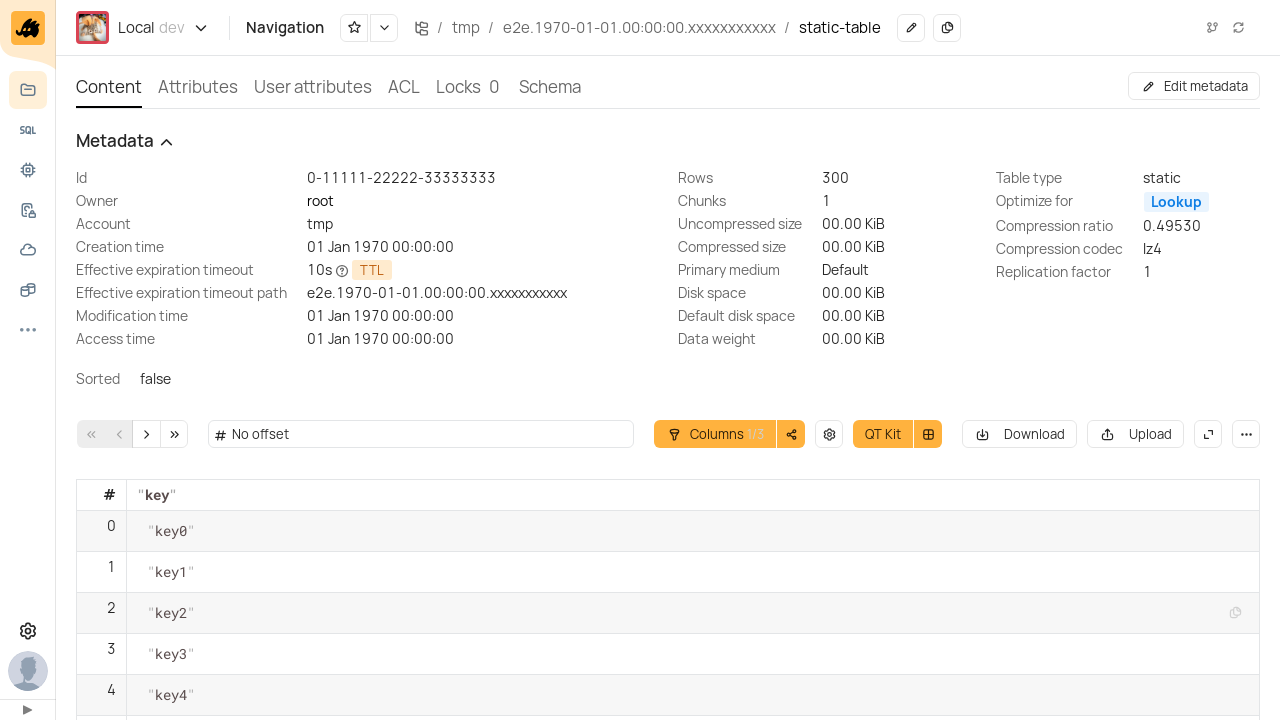 Local dev Navigation / tmp / e2e.1970-01-01.00:00:00.xxxxxxxxxxx / static-table
SQL
Content Attributes User attributes ACL Locks 0 Schema Edit metadata
Metadata
Id 0-11111-22222-33333333
Owner root
Account tmp
Creation time 01 Jan 1970 00:00:00
Effective expiration timeout 10s TTL
Effective expiration timeout path e2e.1970-01-01.00:00:00.xxxxxxxxxxx
Modification time 01 Jan 1970 00:00:00
Access time 01 Jan 1970 00:00:00
Rows 300
Chunks 1
Uncompressed size 00.00 KiB
Compressed size 00.00 KiB
Primary medium Default
Disk space 00.00 KiB
Default disk space 00.00 KiB
Data weight 00.00 KiB
Table type static
Optimize for Lookup
Compression ratio 0.49530
Compression codec lz4
Replication factor 1
Sorted false
# No offset Columns 1/3 QT Kit Download Upload
# "key"
0 "key0"
1 "key1"
2 "key2"
3 "key3"
4 "key4"